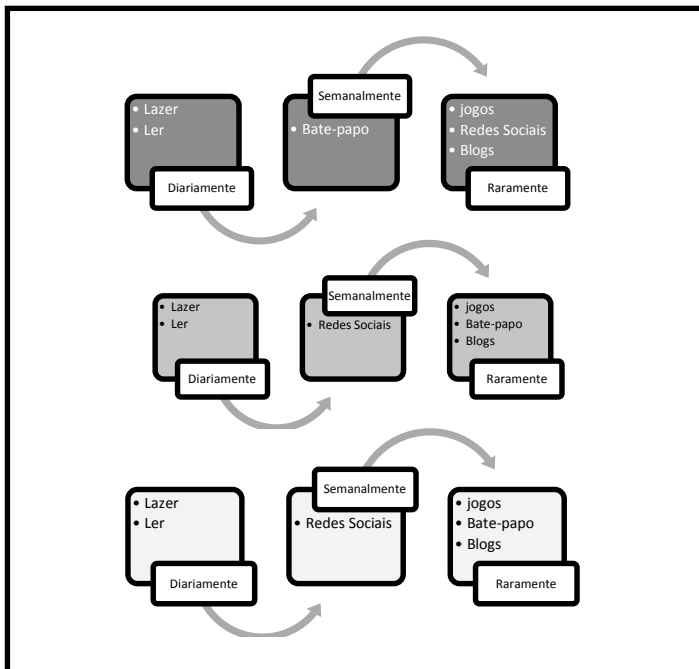 Semanalmente
• Lazer
• Ler
• Bate-papo
• jogos
• Redes Sociais
• Blogs
Diariamente
Raramente
Semanalmente
• Lazer
• Ler
• Redes Sociais
• jogos
• Bate-papo
• Blogs
Diariamente
Raramente
Semanalmente
• Lazer
• Ler
• Redes Sociais
• jogos
• Bate-papo
• Blogs
Diariamente
Raramente